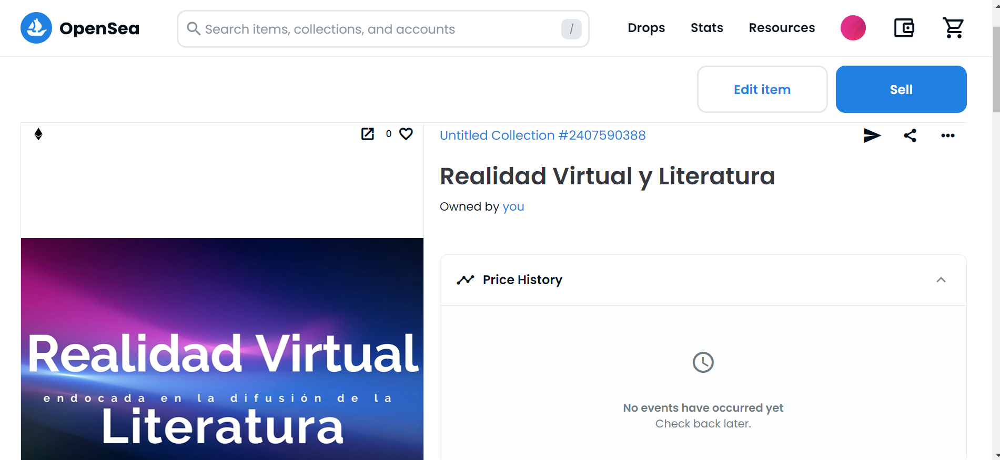 OpenSea
Search items, collections, and accounts
/
Drops
Stats
Resources
Edit item
Sell
0
Untitled Collection #2407590388
Realidad Virtual y Literatura
Owned by you
Price History
No events have occurred yet
Check back later.
Realidad Virtual
endocada en la difusión de la
Literatura